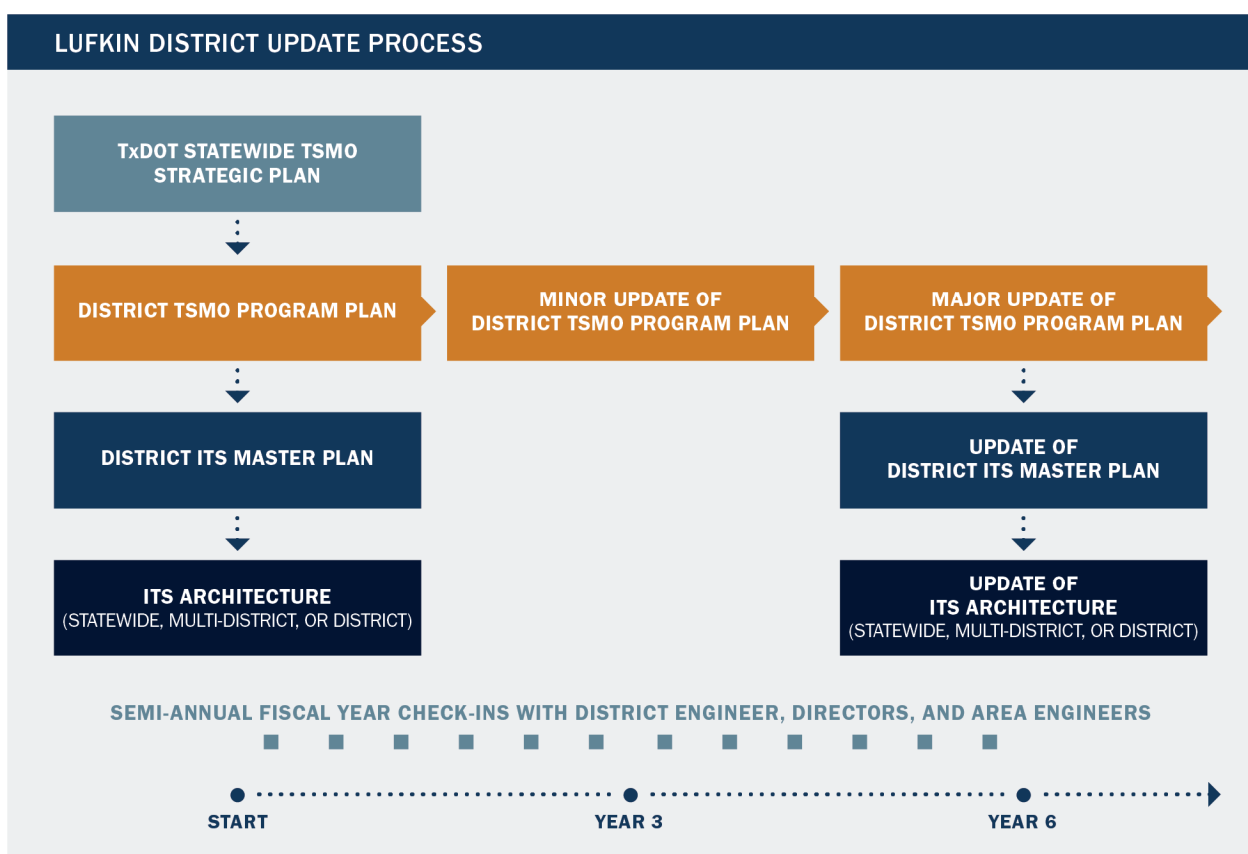 LUFKIN DISTRICT UPDATE PROCESS
TxDOT STATEWIDE TSMO
STRATEGIC PLAN
DISTRICT TSMO PROGRAM PLAN
MINOR UPDATE OF
DISTRICT TSMO PROGRAM PLAN
MAJOR UPDATE OF
DISTRICT TSMO PROGRAM PLAN
DISTRICT ITS MASTER PLAN
UPDATE OF
DISTRICT ITS MASTER PLAN
ITS ARCHITECTURE
(STATEWIDE, MULTI-DISTRICT, OR DISTRICT)
UPDATE OF
ITS ARCHITECTURE
(STATEWIDE, MULTI-DISTRICT, OR DISTRICT)
SEMI-ANNUAL FISCAL YEAR CHECK-INS WITH DISTRICT ENGINEER, DIRECTORS, AND AREA ENGINEERS
START
YEAR 3
YEAR 6